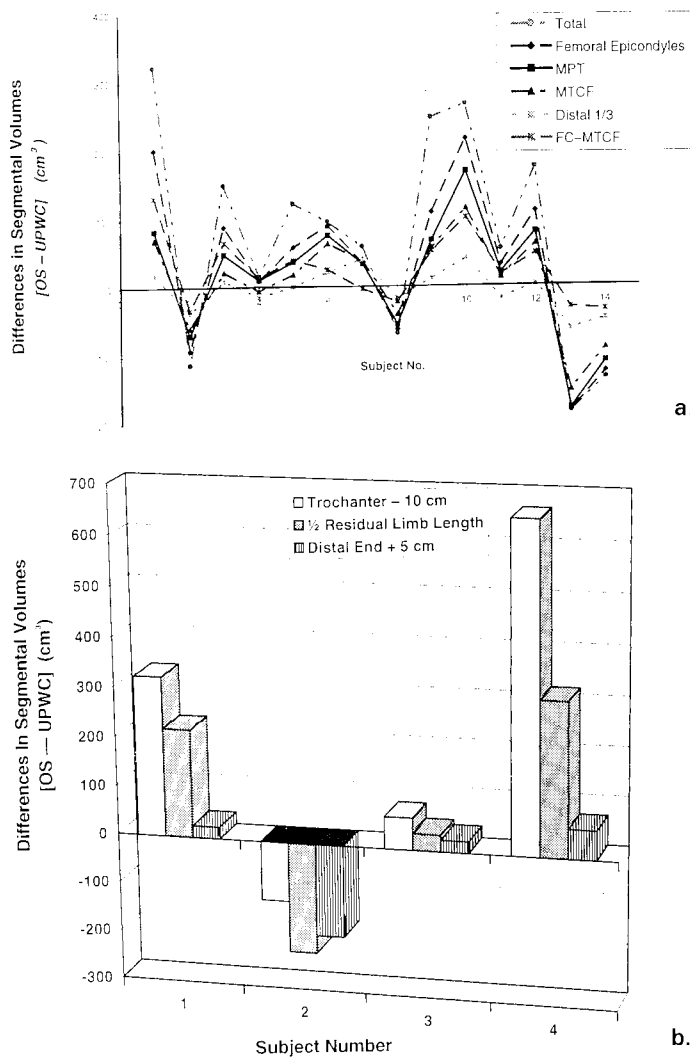 Total
Femoral Epicondyles
MPT
MTCF
Distal 1/3
FC–MTCF
Differences in Segmental Volumes
[OS – UPWC] (cm³)
10
12
14
Subject No.
a
700
600
500
400
300
200
100
0
-100
-200
-300
Trochanter – 10 cm
½ Residual Limb Length
Distal End + 5 cm
Differences In Segmental Volumes
[OS — UPWC] (cm³)
1
2
3
4
Subject Number
b.